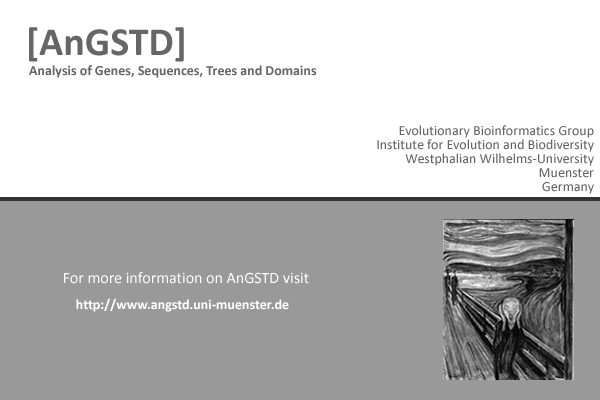 [AnGSTD]
Analysis of Genes, Sequences, Trees and Domains
Evolutionary Bioinformatics Group
Institute for Evolution and Biodiversity
Westphalian Wilhelms-University
Muenster
Germany
For more information on AnGSTD visit
http://www.angstd.uni-muenster.de